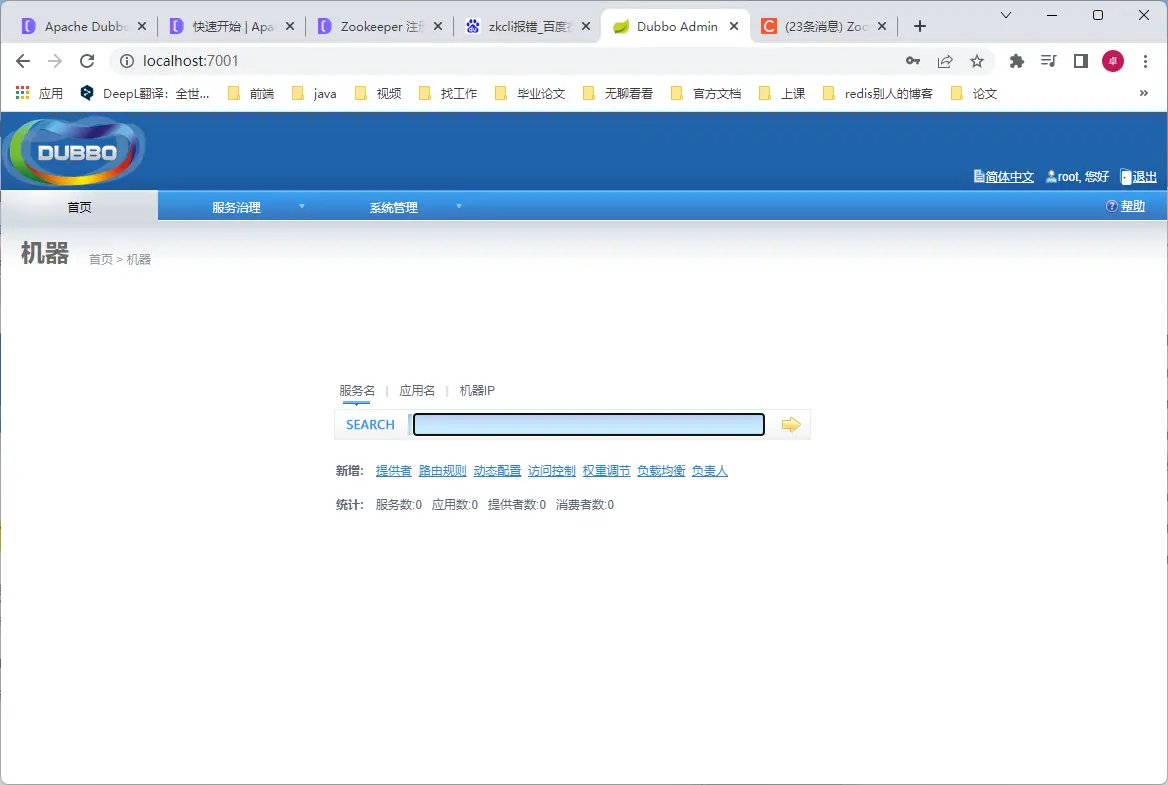 Apache Dubb
快速开始 | Apa
Zookeeper 注
zkcli报错_百度
Dubbo Admin
(23条消息) Zoo
localhost:7001
卓
应用
DeepL翻译：全世...
前端
java
视频
找工作
毕业论文
无聊看看
官方文档
上课
redis别人的博客
论文
»
DUBBO
简体中文 root, 您好 退出
首页 服务治理 系统管理 帮助
机器 首页 > 机器
服务名 | 应用名 | 机器IP
SEARCH
新增: 提供者 路由规则 动态配置 访问控制 权重调节 负载均衡 负责人
统计: 服务数:0 应用数:0 提供者数:0 消费者数:0